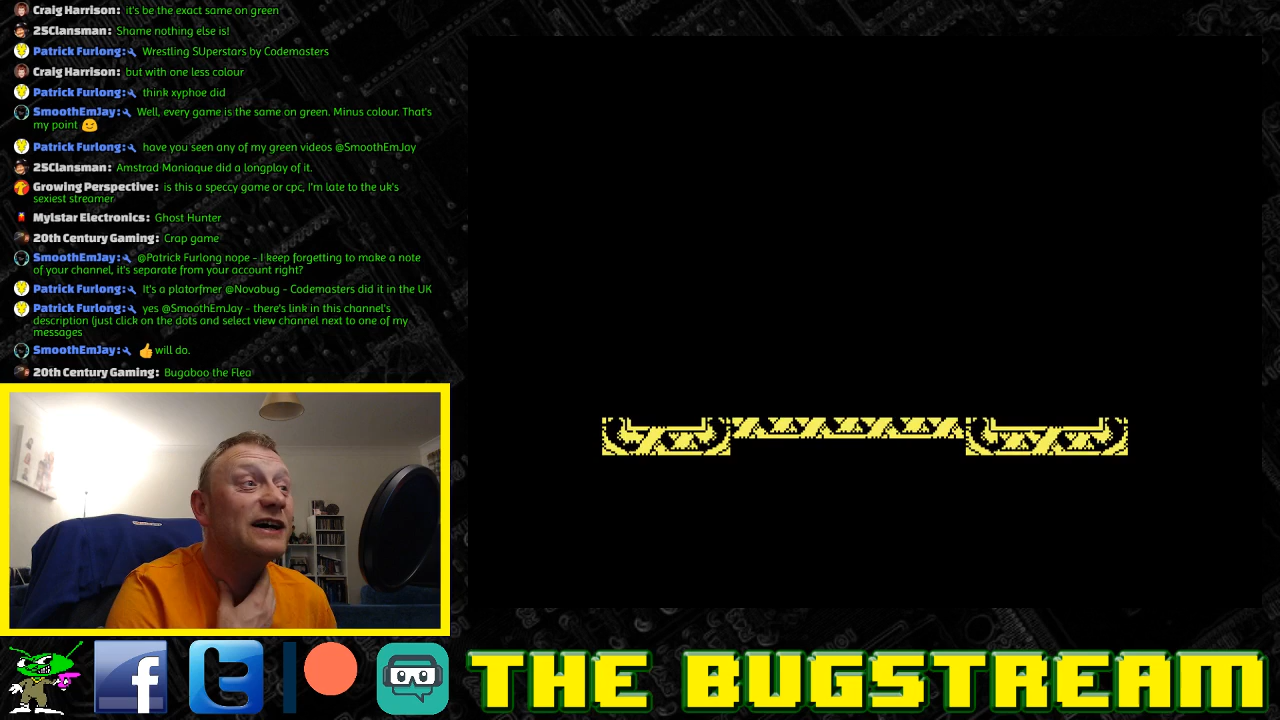 Craig Harrison: it's be the exact same on green
25Clansman: Shame nothing else is!
Patrick Furlong: Wrestling SUperstars by Codemasters
Craig Harrison: but with one less colour
Patrick Furlong: think xyphoe did
SmoothEmJay: Well, every game is the same on green. Minus colour. That's
my point
Patrick Furlong: have you seen any of my green videos @SmoothEmJay
25Clansman: Amstrad Maniaque did a longplay of it.
Growing Perspective: is this a speccy game or cpc, I'm late to the uk's
sexiest streamer
Mylstar Electronics: Ghost Hunter
20th Century Gaming: Crap game
SmoothEmJay: @Patrick Furlong nope - I keep forgetting to make a note
of your channel, it's separate from your account right?
Patrick Furlong: It's a platorfmer @Novabug - Codemasters did it in the UK
Patrick Furlong: yes @SmoothEmJay - there's link in this channel's
description (just click on the dots and select view channel next to one of my
messages
SmoothEmJay: will do.
20th Century Gaming: Bugaboo the Flea
THE BUGSTREAM